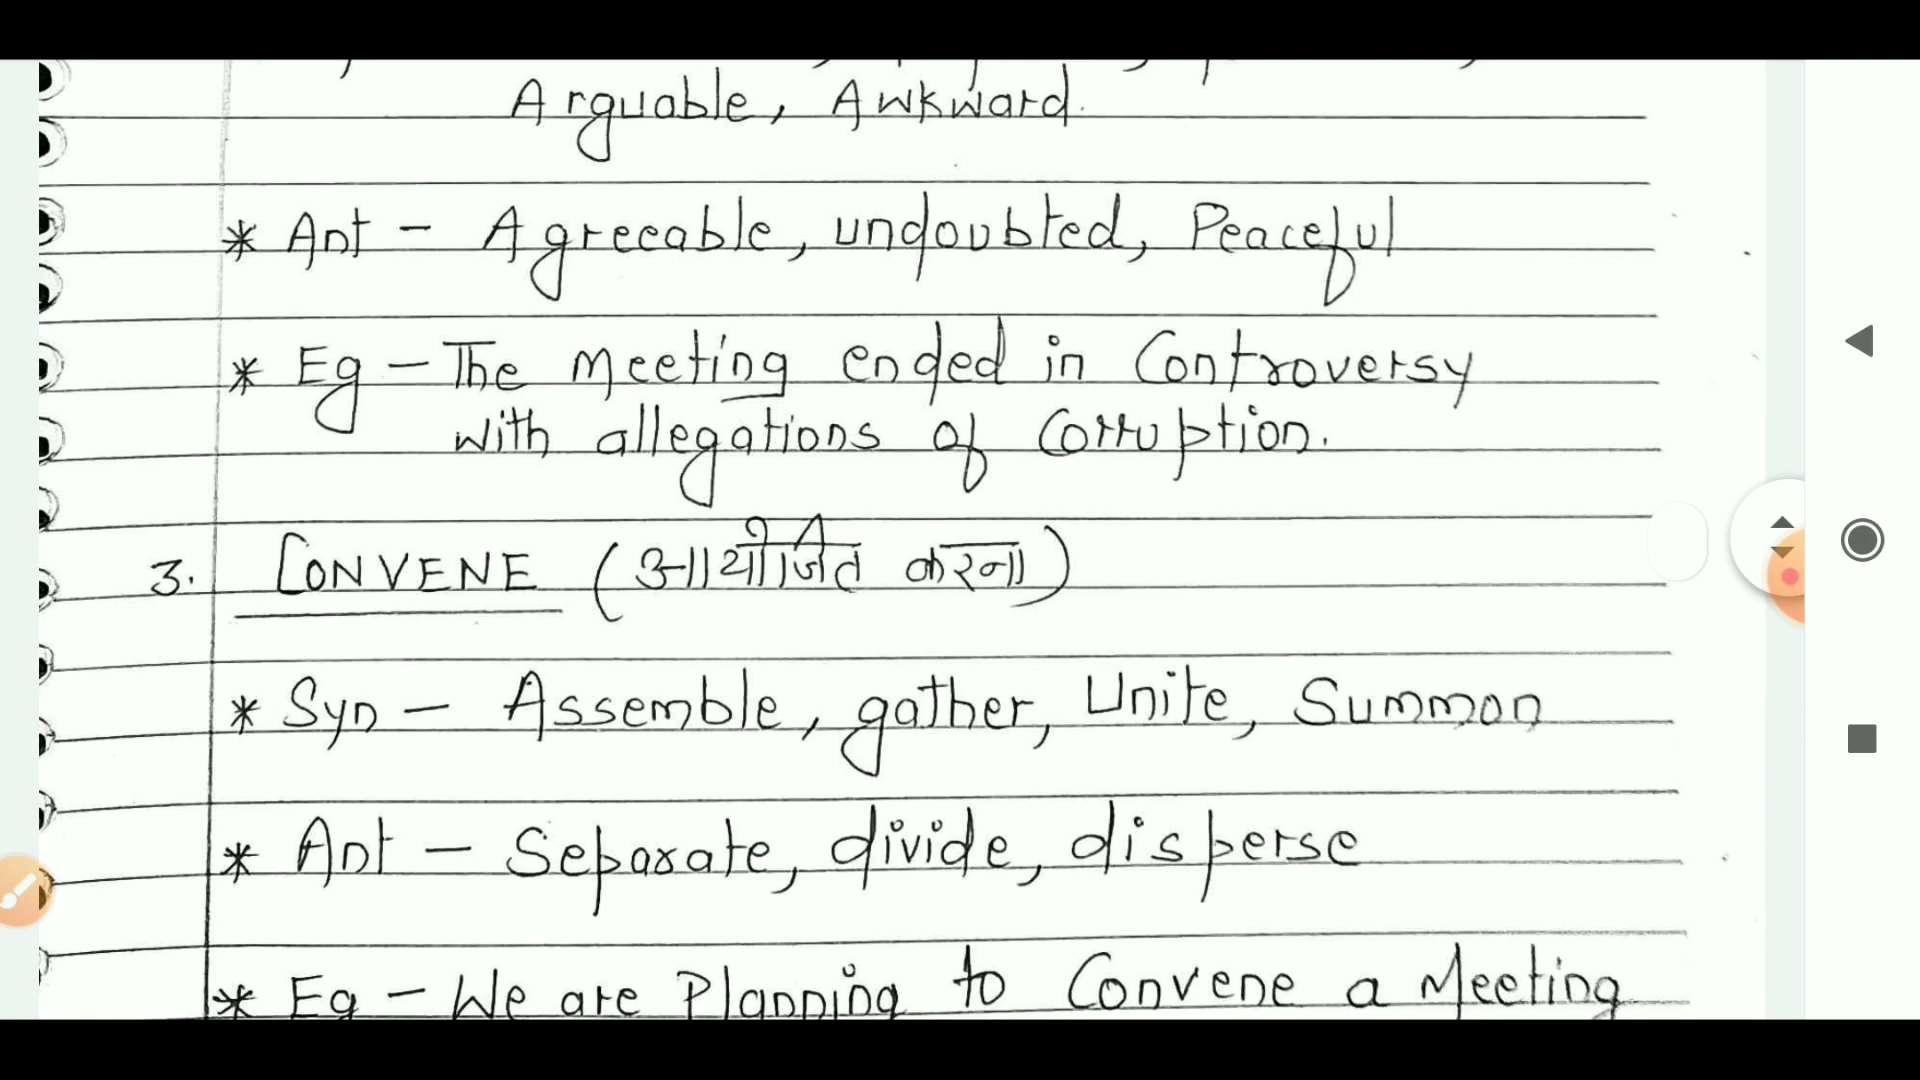 Arguable, Awkward.
* Ant - Agreeable, undoubted, Peaceful
* Eg - The Meeting ended in Controversy
with allegations of Corruption.
3. CONVENE (आयोजित करना)
* Syn - Assemble, gather, Unite, Summon
* Ant - Separate, divide, disperse
* Eg - We are Planning to Convene a Meeting